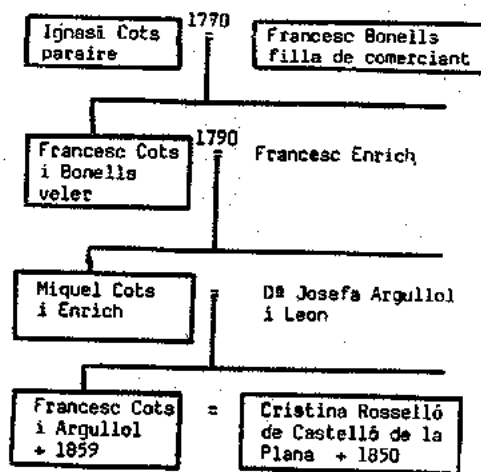 1770
Ignasi Cots
paraire
=
Francesc Bonells
filla de comerciant
1790
Francesc Cots
i Bonells
veler
=
Francesc Enrich
Miquel Cots
i Enrich
=
Dª Josefa Argullol
i Leon
Francesc Cots
i Argullol
+ 1859
=
Cristina Rosselló
de Castelló de la
Plana + 1850